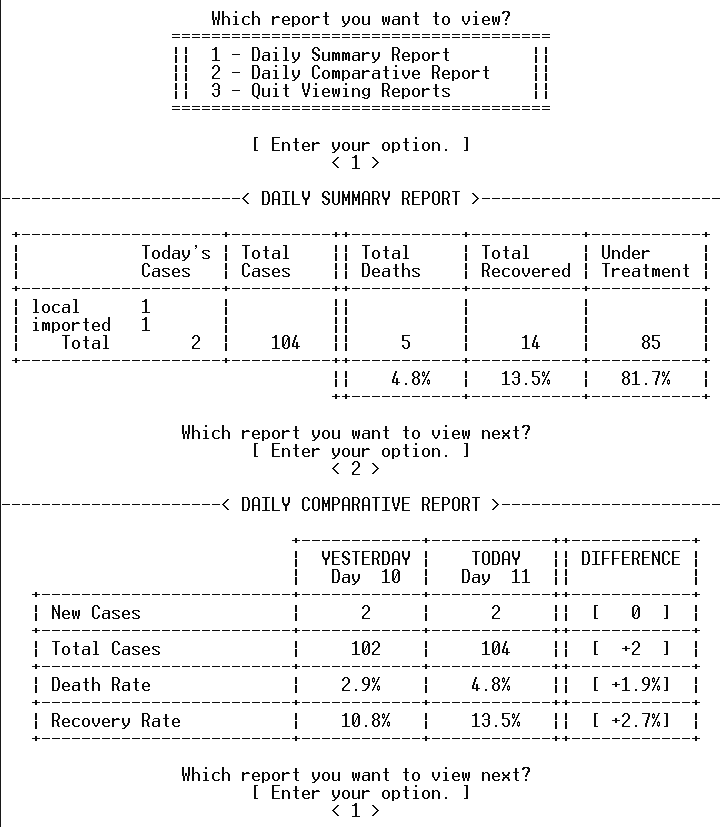 Which report you want to view?
======================================
||  1 - Daily Summary Report        ||
||  2 - Daily Comparative Report    ||
||  3 - Quit Viewing Reports        ||
======================================
[ Enter your option. ]
< 1 >
------------------------< DAILY SUMMARY REPORT >------------------------
+--------------------+----------++-----------+-----------+-----------+
|            Today's | Total    || Total     | Total     | Under     |
|            Cases   | Cases    || Deaths    | Recovered | Treatment |
+--------------------+----------++-----------+-----------+-----------+
| local      1       |          ||           |           |           |
| imported   1       |          ||           |           |           |
|    Total        2  |    104   ||     5     |     14    |     85    |
+--------------------+----------++-----------+-----------+-----------+
||    4.8%   |   13.5%   |   81.7%   |
++-----------+-----------+-----------+
Which report you want to view next?
[ Enter your option. ]
< 2 >
----------------------< DAILY COMPARATIVE REPORT >----------------------
+------------+------------++------------+
|  YESTERDAY |    TODAY   || DIFFERENCE |
|   Day  10  |   Day  11  ||            |
+-------------------------+------------+------------++------------+
| New Cases               |      2     |      2     ||  [   0  ]  |
+-------------------------+------------+------------++------------+
| Total Cases             |     102    |     104    ||  [  +2  ]  |
+-------------------------+------------+------------++------------+
| Death Rate              |    2.9%    |    4.8%    ||  [ +1.9%]  |
+-------------------------+------------+------------++------------+
| Recovery Rate           |    10.8%   |    13.5%   ||  [ +2.7%]  |
+-------------------------+------------+------------++------------+
Which report you want to view next?
[ Enter your option. ]
< 1 >